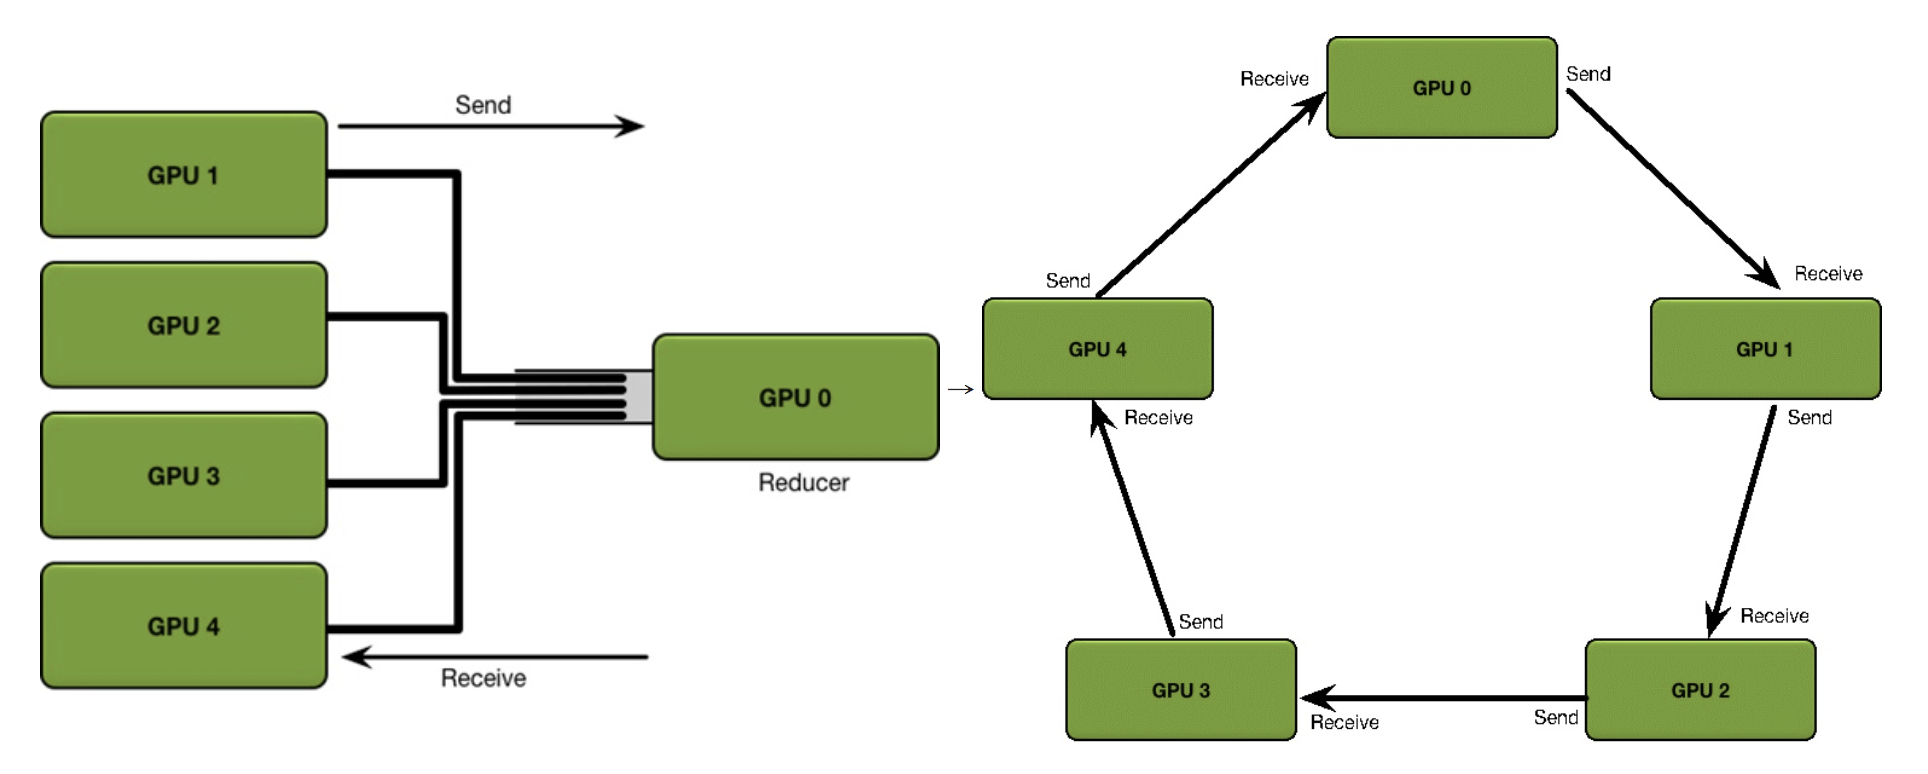 Send
GPU 1
GPU 2
GPU 3
GPU 4
Receive
GPU 0
Reducer
→
GPU 0
Receive
Send
Send
Receive
GPU 4
GPU 1
Receive
Send
Send
Receive
GPU 3
GPU 2
Receive
Send